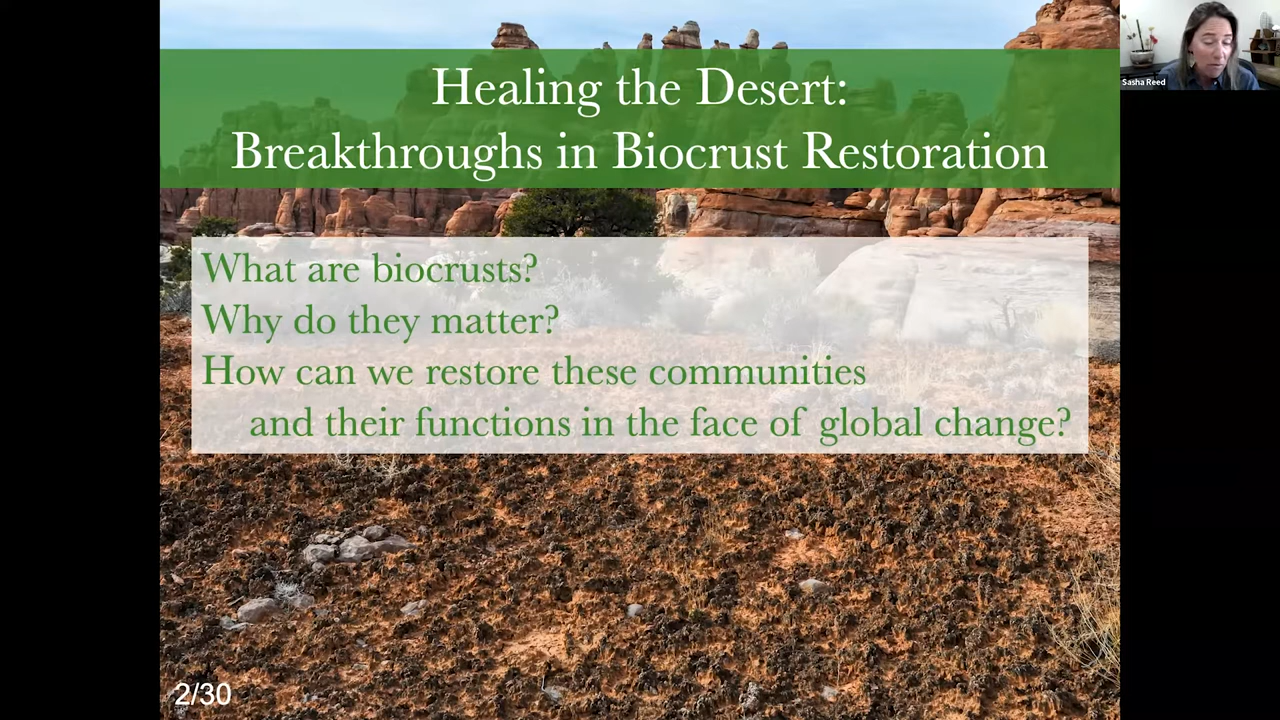 Healing the Desert:
Breakthroughs in Biocrust Restoration
Sasha Reed
What are biocrusts?
Why do they matter?
How can we restore these communities
and their functions in the face of global change?
2/30